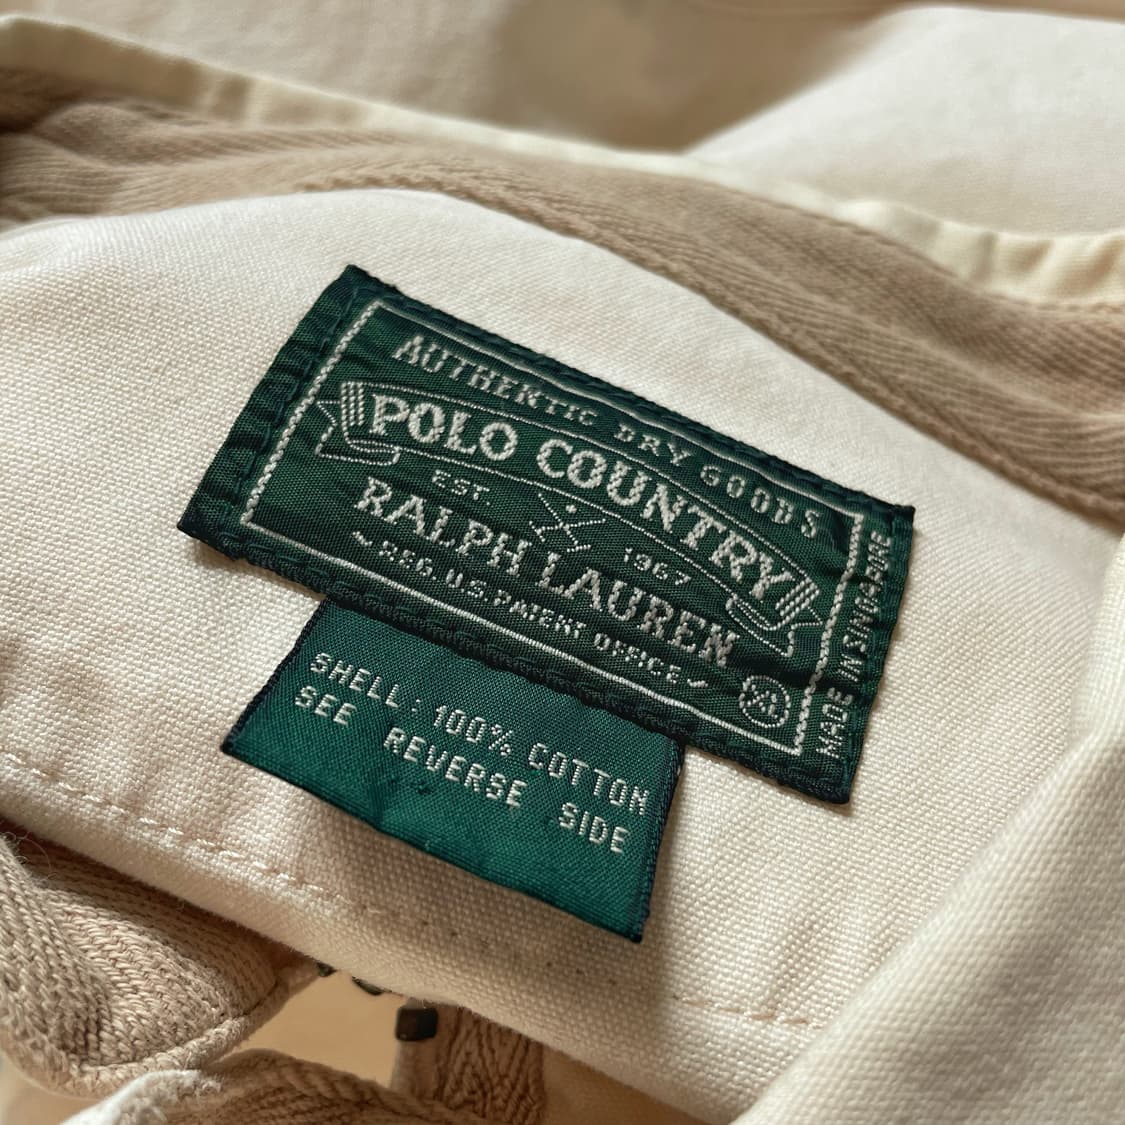 AUTHENTIC DRY GOODS
POLO COUNTRY
EST. 1967
RALPH LAUREN
REG. U.S. PATENT OFFICE
MADE IN SINGAPORE
SHELL: 100% COTTON
SEE REVERSE SIDE